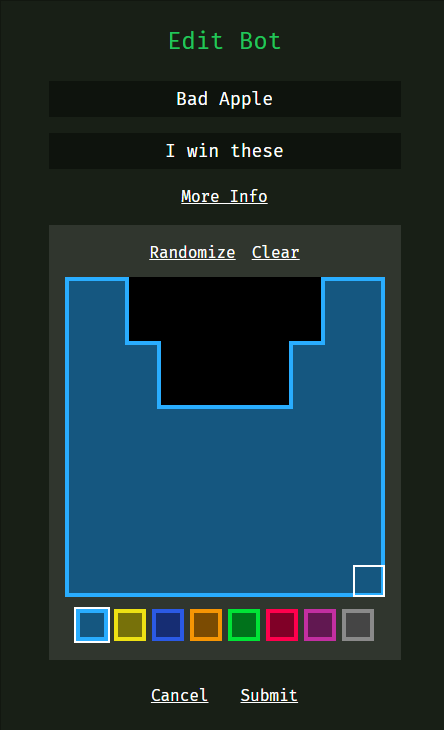 Edit Bot
Bad Apple
I win these
More Info
Randomize Clear
Cancel Submit